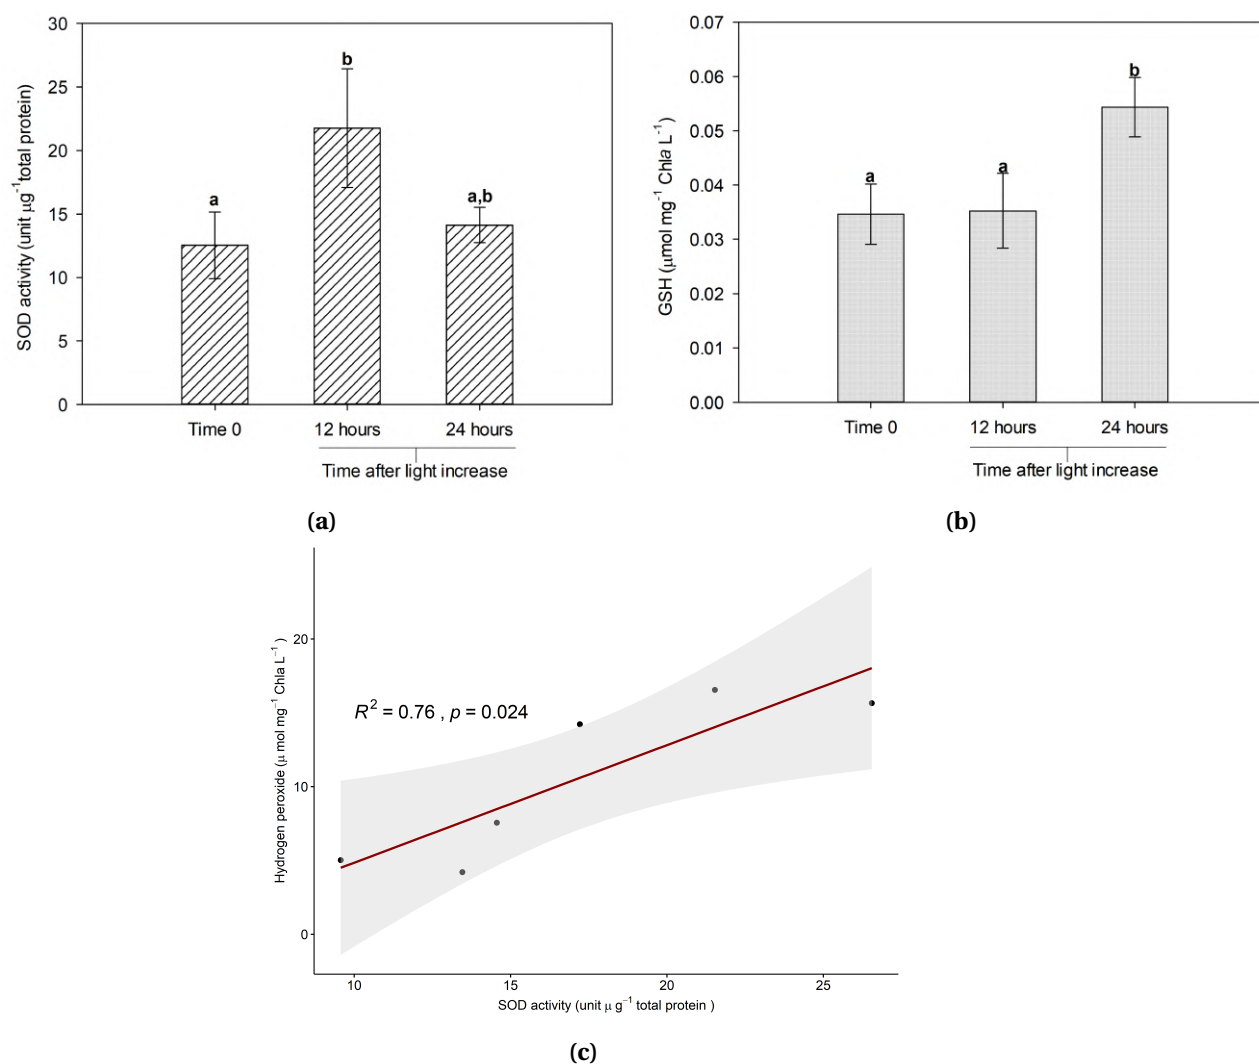 30
25
20
15
10
5
0
SOD activity (unit µg⁻¹total protein)
a
b
a,b
Time 0
12 hours
24 hours
Time after light increase
(a)
0.07
0.06
0.05
0.04
0.03
0.02
0.01
0.00
GSH (µmol mg⁻¹ Chla L⁻¹)
a
a
b
Time 0
12 hours
24 hours
Time after light increase
(b)
20
10
0
Hydrogen peroxide (µ mol mg⁻¹ Chla L⁻¹ )
R² = 0.76 , p = 0.024
10
15
20
25
SOD activity (unit µ g⁻¹ total protein )
(c)